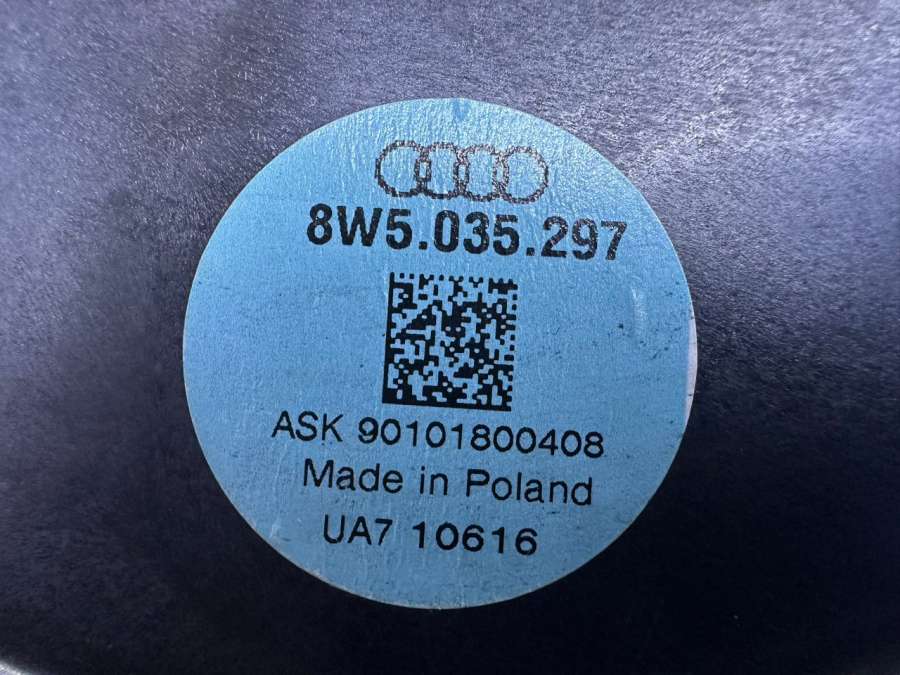 8W5.035.297
ASK 90101800408
Made in Poland
UA7 10616